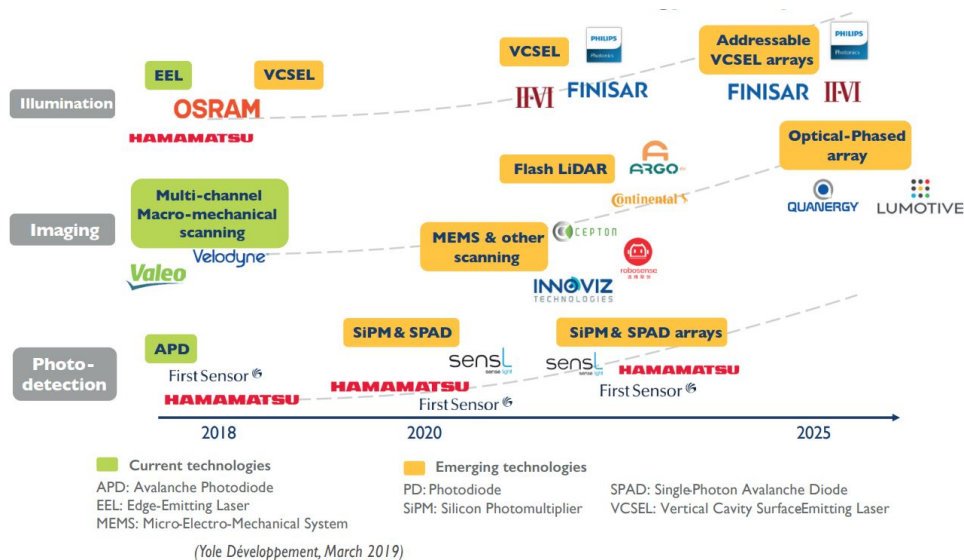 Illumination
EEL
VCSEL
OSRAM
HAMAMATSU
VCSEL
PHILIPS
Photonics
II-VI
FINISAR
Addressable
VCSEL arrays
PHILIPS
Photonics
FINISAR
II-VI
Imaging
Multi-channel
Macro-mechanical
scanning
Valeo
Velodyne
MEMS & other
scanning
Flash LiDAR
ARGO
Continental
CEPTON
INNOVIZ
TECHNOLOGIES
robosense
Optical-Phased
array
QUANERGY
LUMOTIVE
Photo-
detection
APD
First Sensor
HAMAMATSU
SiPM & SPAD
sensL
sense light
HAMAMATSU
First Sensor
SiPM & SPAD arrays
sensL
sense light
HAMAMATSU
First Sensor
2018
2020
2025
Current technologies
APD: Avalanche Photodiode
EEL: Edge-Emitting Laser
MEMS: Micro-Electro-Mechanical System
Emerging technologies
PD: Photodiode
SiPM: Silicon Photomultiplier
SPAD: Single-Photon Avalanche Diode
VCSEL: Vertical Cavity SurfaceEmitting Laser
(Yole Développement, March 2019)